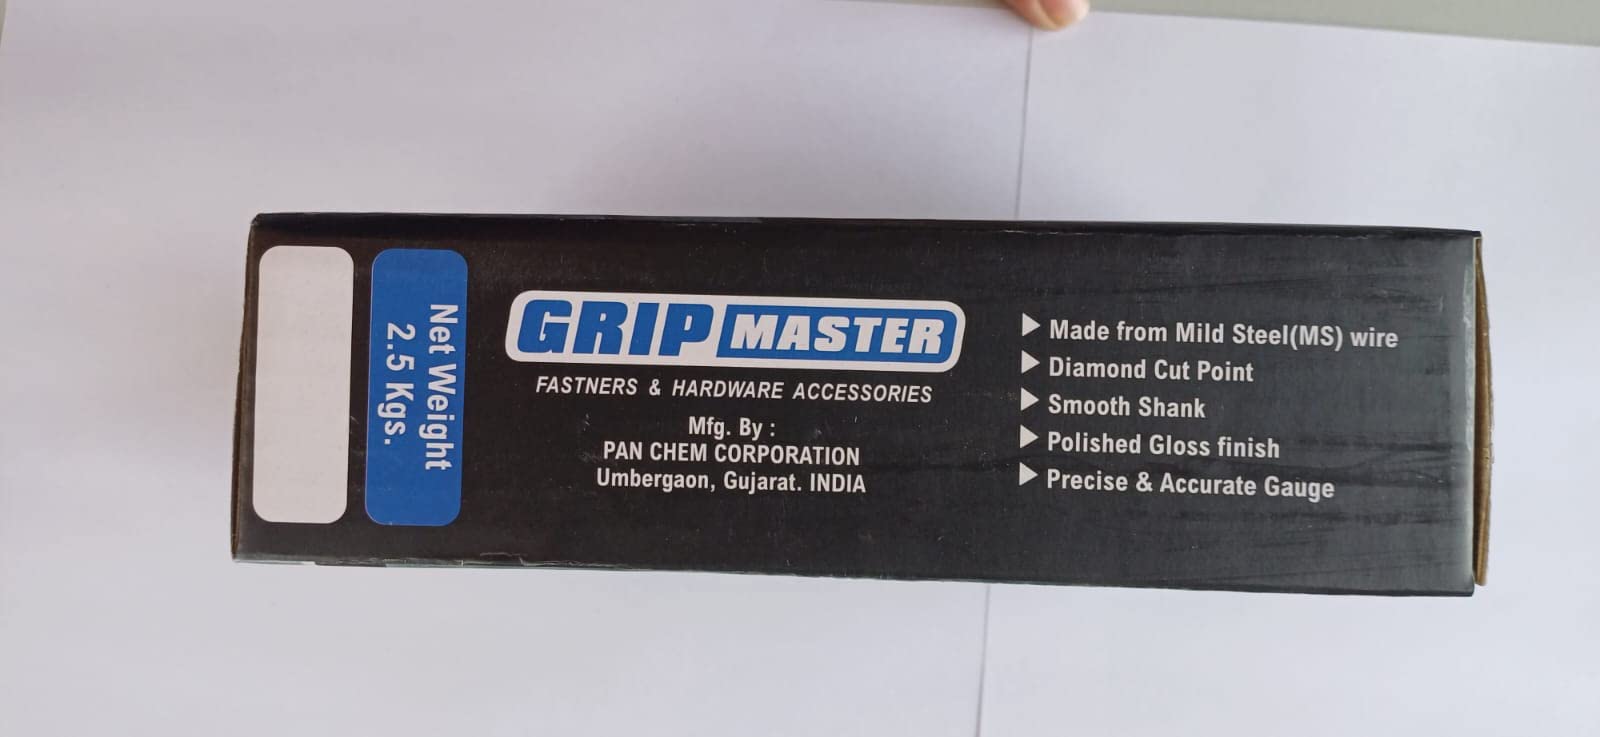 Net Weight
2.5 Kgs.
GRIP MASTER
FASTNERS & HARDWARE ACCESSORIES
Mfg. By :
PAN CHEM CORPORATION
Umbergaon, Gujarat. INDIA
Made from Mild Steel(MS) wire
Diamond Cut Point
Smooth Shank
Polished Gloss finish
Precise & Accurate Gauge